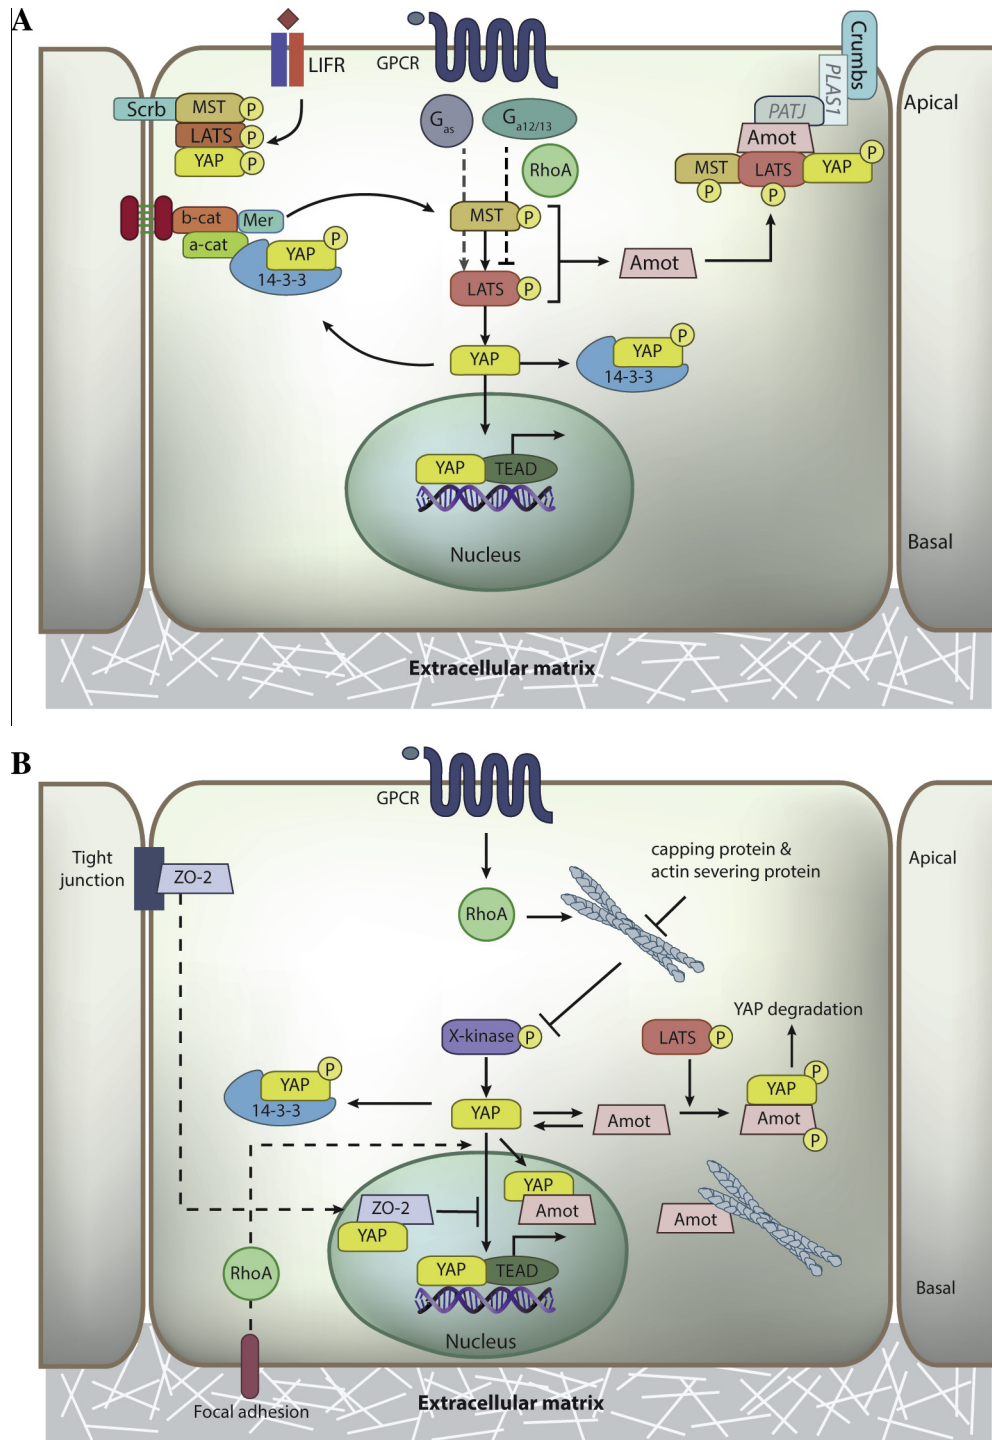 A
LIFR
GPCR
Crumbs
PLAS1
PATJ
Apical
Scrb
MST
P
LATS
P
YAP
P
Gas
Ga12/13
RhoA
Amot
MST
P
LATS
P
YAP
P
b-cat
Mer
a-cat
YAP
P
14-3-3
MST
P
LATS
P
Amot
YAP
YAP
P
14-3-3
YAP
TEAD
Nucleus
Basal
Extracellular matrix
B
GPCR
Tight
junction
ZO-2
capping protein &
actin severing protein
Apical
RhoA
X-kinase
P
LATS
P
YAP degradation
YAP
P
14-3-3
YAP
Amot
YAP
P
Amot
P
YAP
Amot
ZO-2
YAP
Amot
RhoA
YAP
TEAD
Nucleus
Basal
Extracellular matrix
Focal adhesion